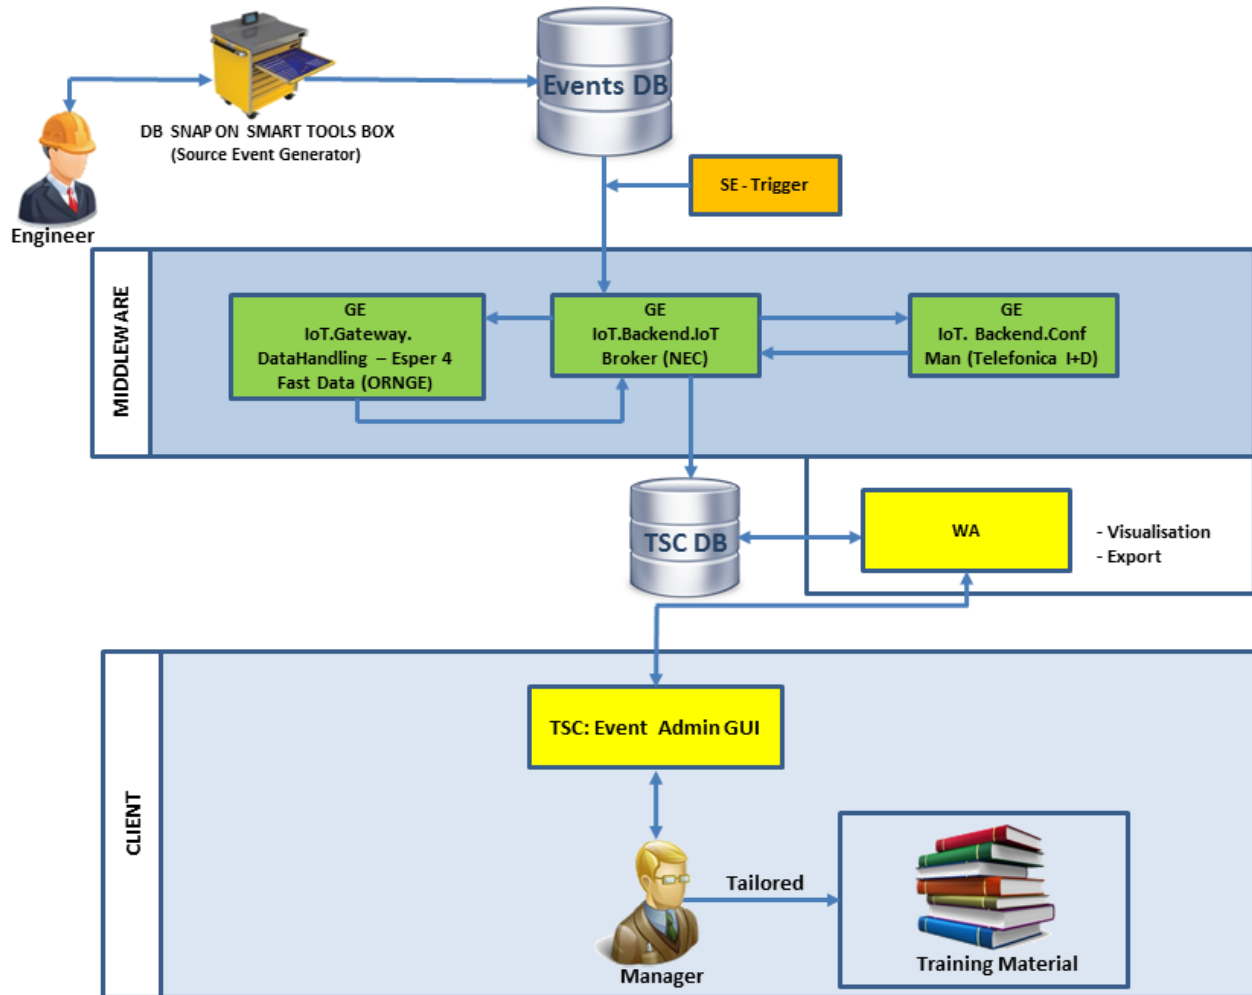 Events DB
DB SNAP ON SMART TOOLS BOX
(Source Event Generator)
Engineer
SE - Trigger
MIDDLEWARE
GE
IoT.Gateway.
DataHandling – Esper 4
Fast Data (ORNGE)
GE
IoT.Backend.IoT
Broker (NEC)
GE
IoT. Backend.Conf
Man (Telefonica I+D)
TSC DB
WA
- Visualisation
- Export
CLIENT
TSC: Event Admin GUI
Tailored
Manager
Training Material